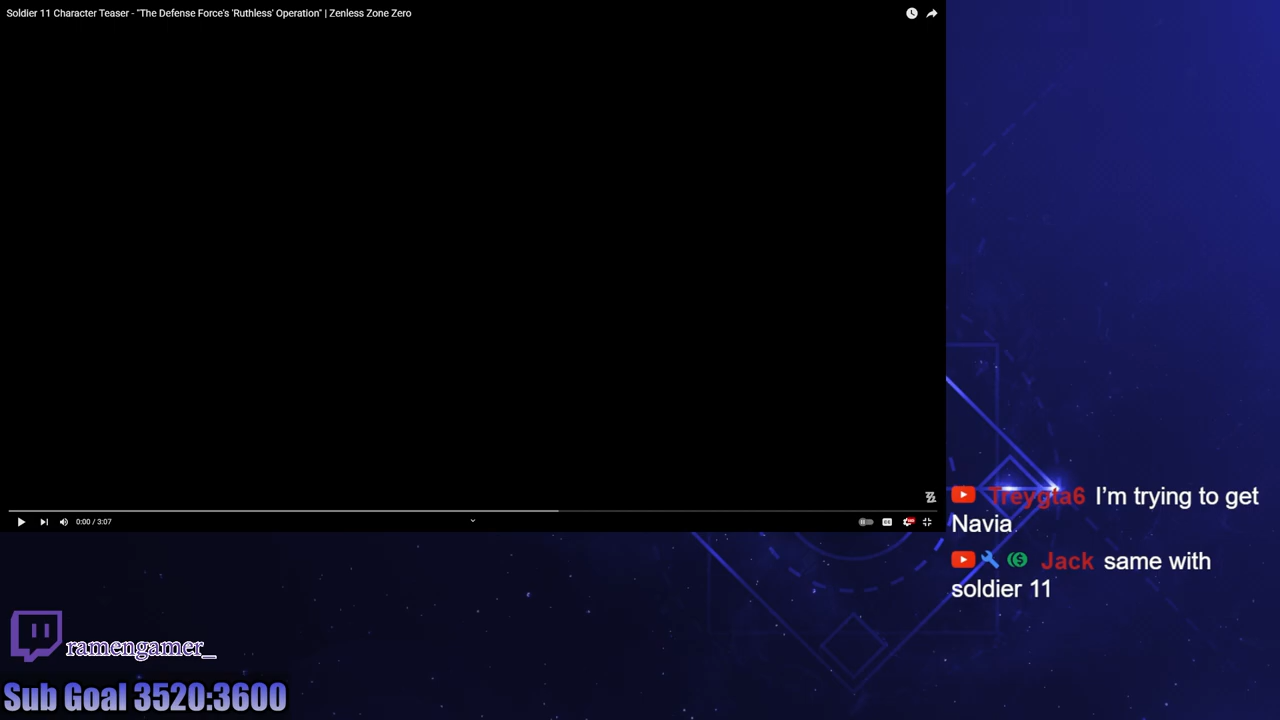 Soldier 11 Character Teaser - "The Defense Force's 'Ruthless' Operation" | Zenless Zone Zero
0:00 / 3:07
Treygta6 I’m trying to get
Navia
Jack same with
soldier 11
ramengamer_
Sub Goal 3520:3600